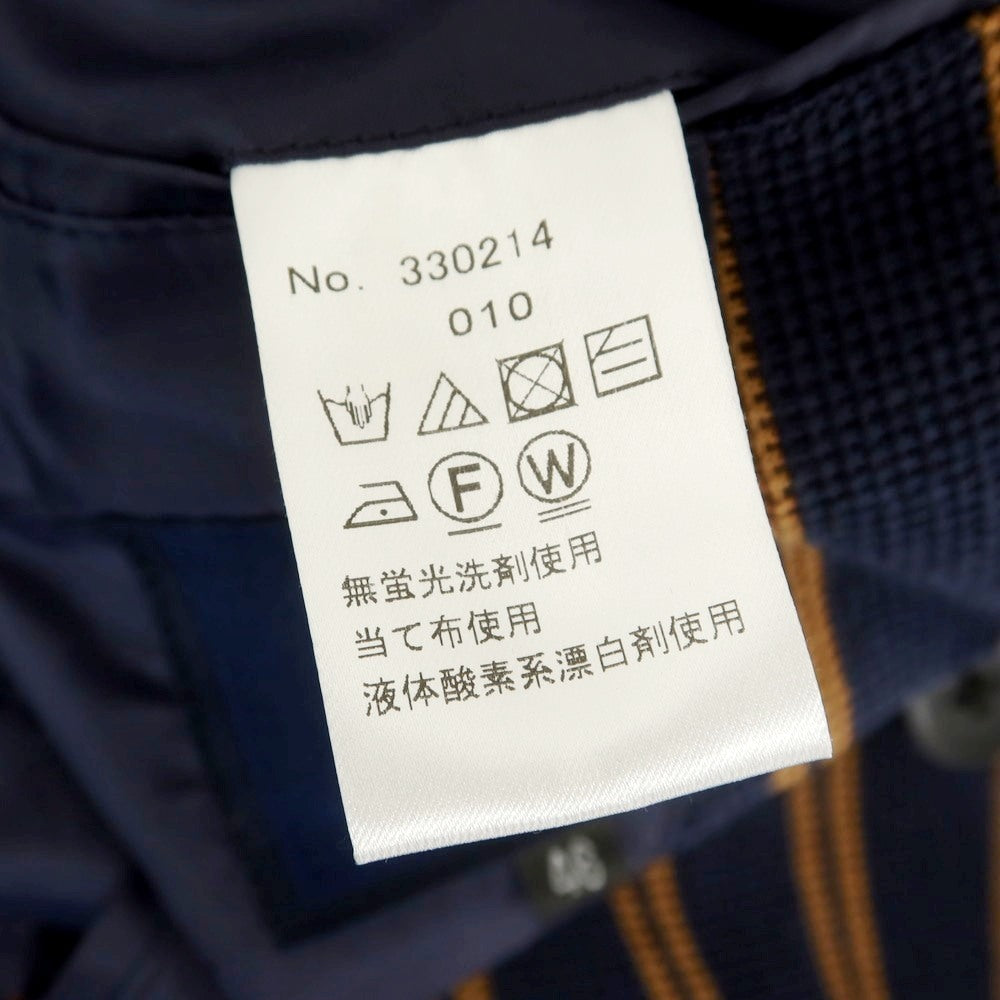 No. 330214
010
F W
無蛍光洗剤使用
当て布使用
液体酸素系漂白剤使用